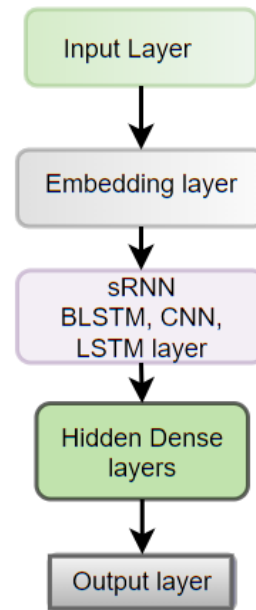 Input Layer
Embedding layer
sRNN
BLSTM, CNN,
LSTM layer
Hidden Dense
layers
Output layer